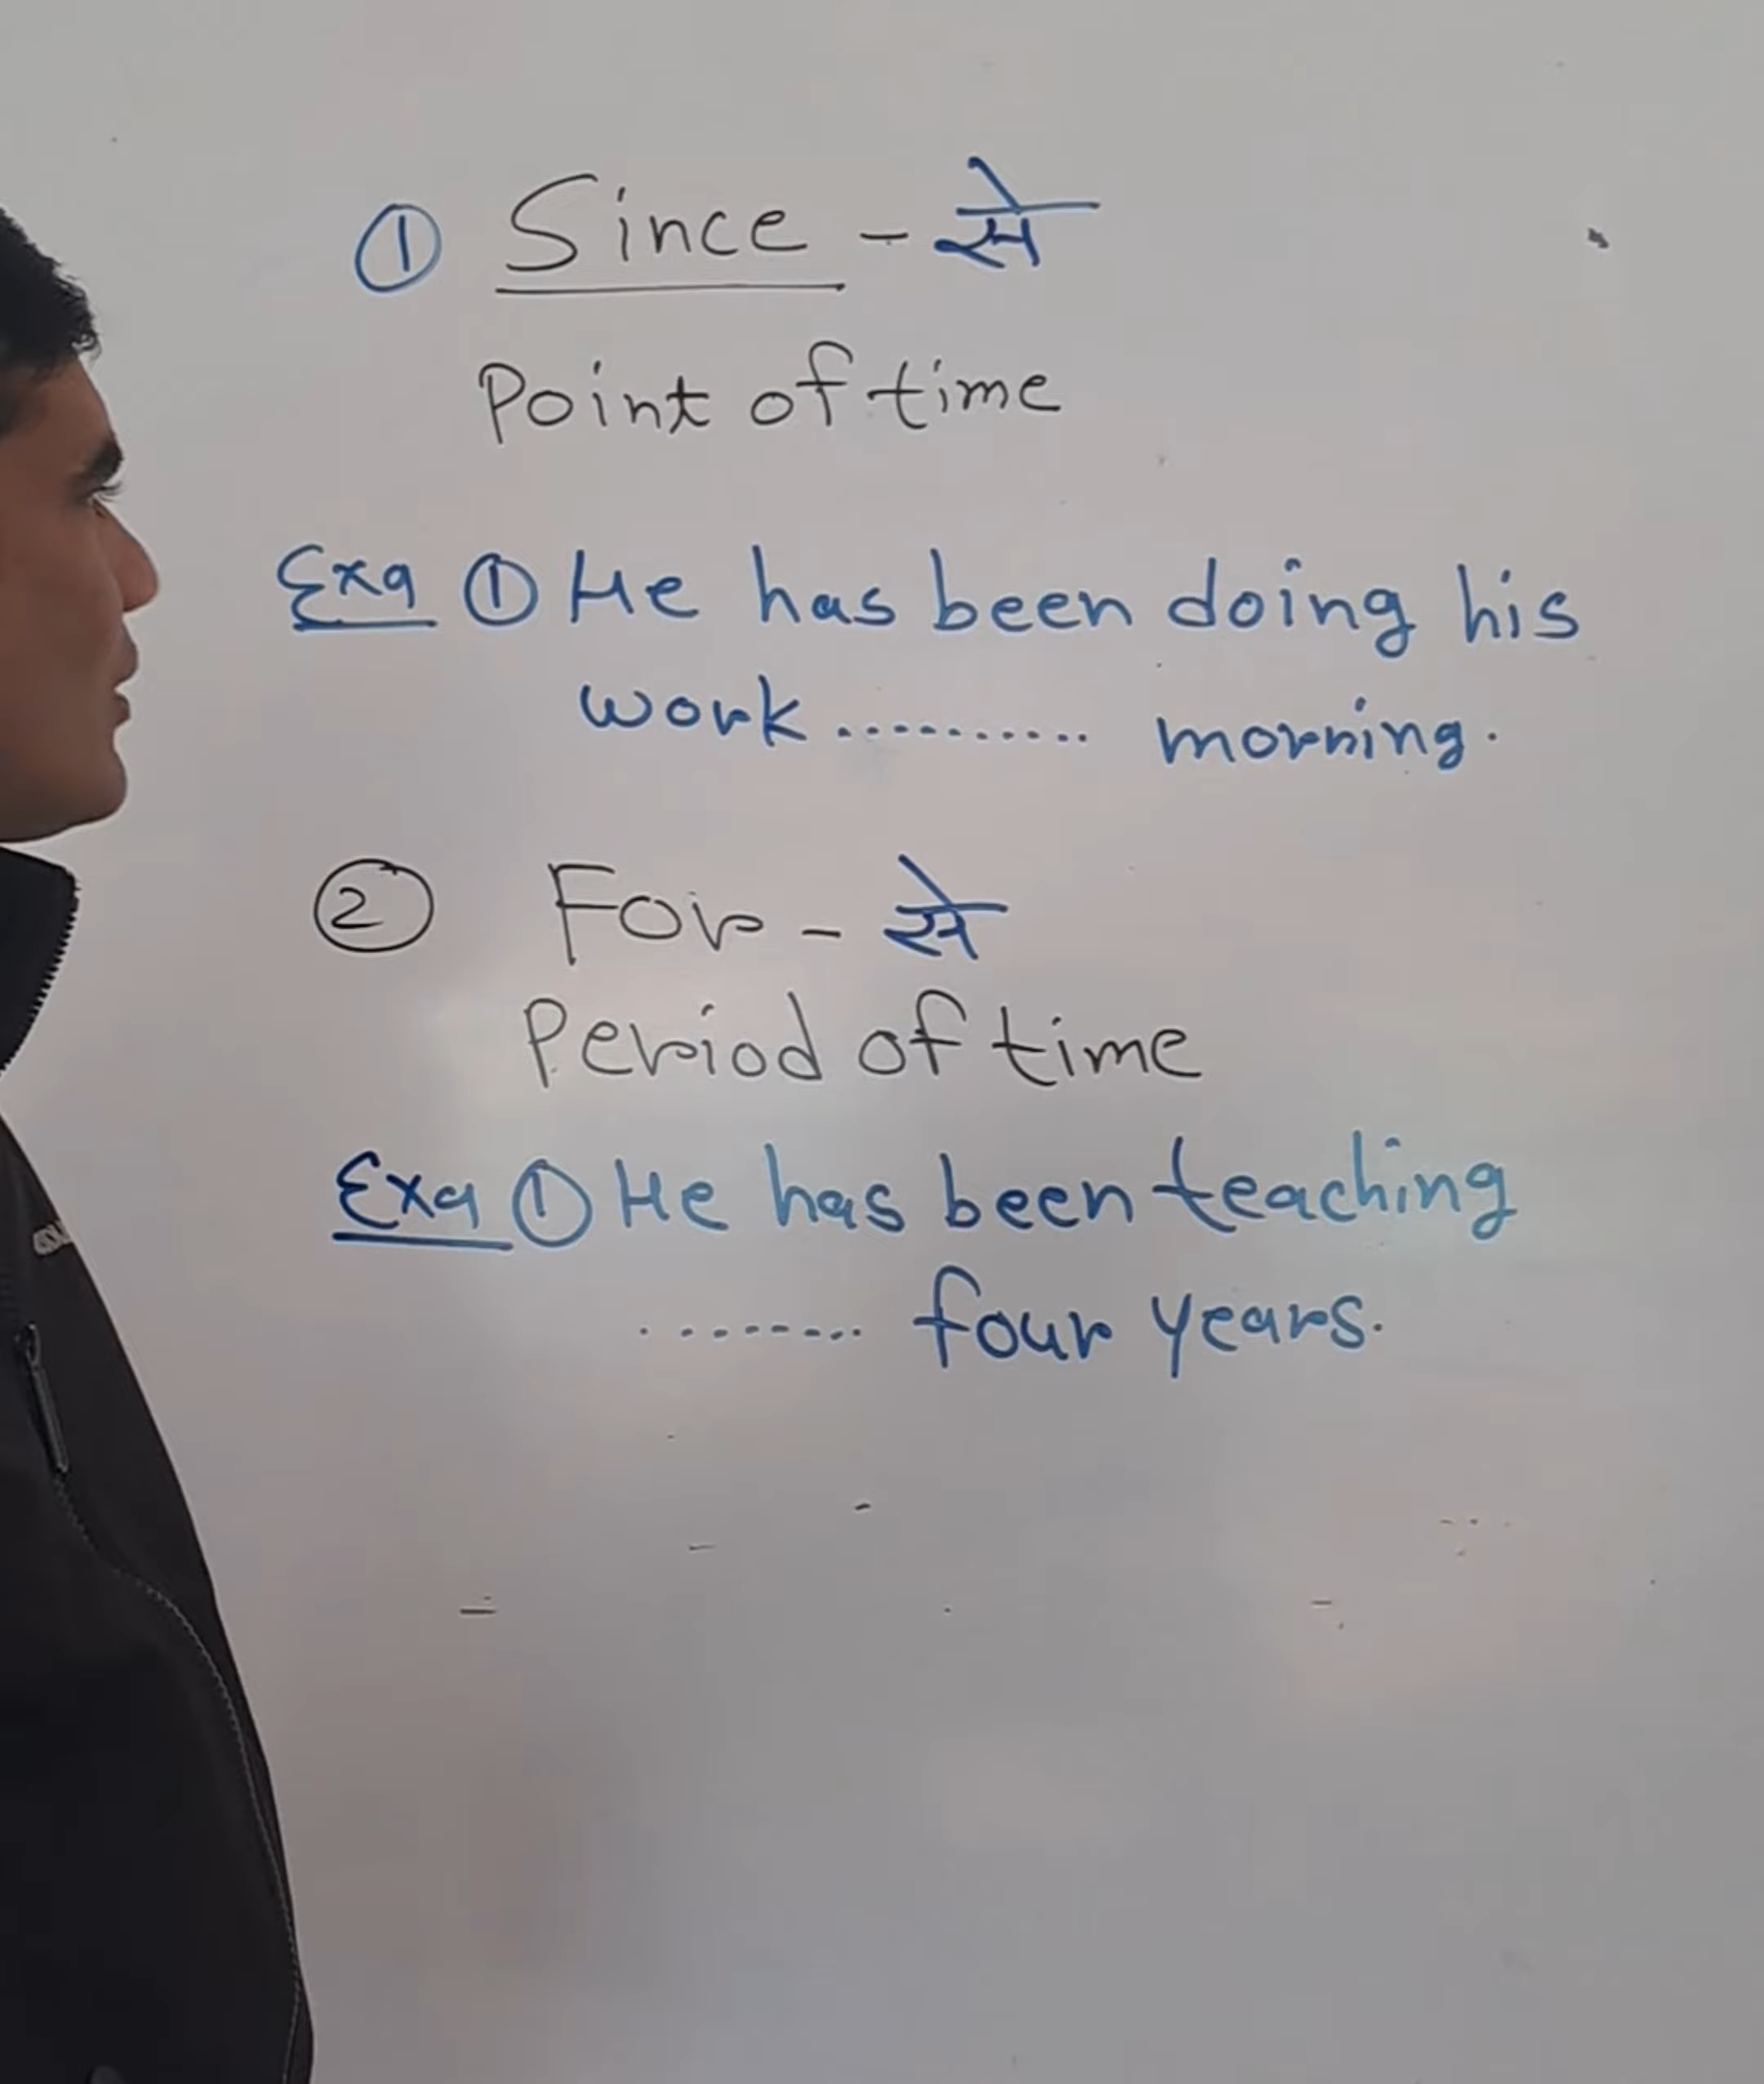 ① Since - से
Point of time
Exa ① He has been doing his
work .......... morning.
② For - से
Period of time
Exa ① He has been teaching
........ four years.